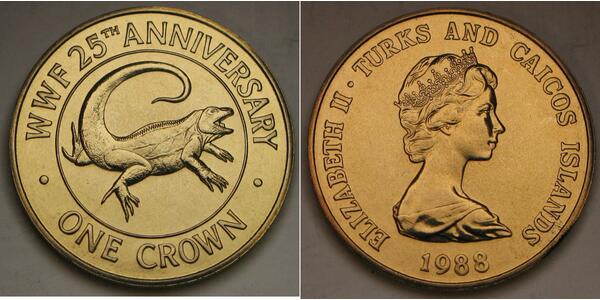 WWF 25TH ANNIVERSARY
· ONE CROWN ·
ELIZABETH II · TURKS AND CAICOS ISLANDS
1988